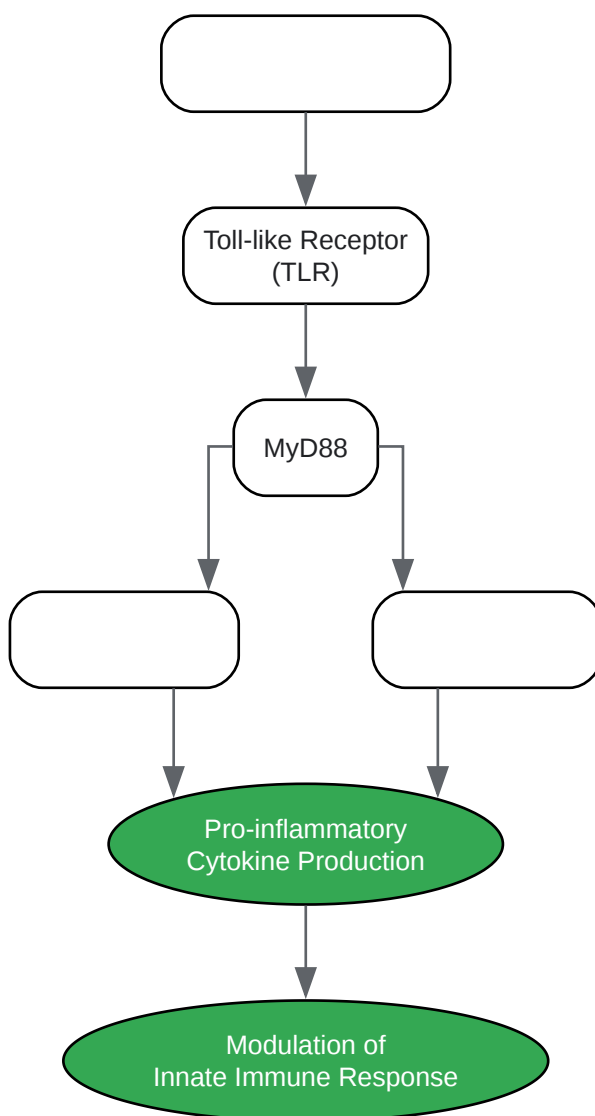 Toll-like Receptor
(TLR)
MyD88
Pro-inflammatory
Cytokine Production
Modulation of
Innate Immune Response